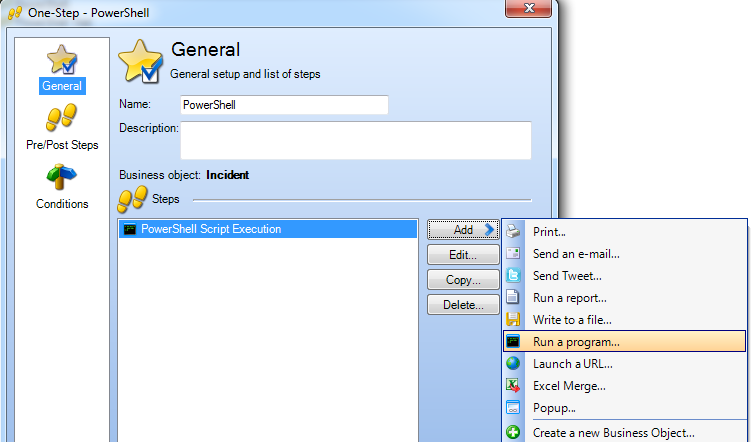 One-Step - PowerShell
General
Pre/Post Steps
Conditions
General
General setup and list of steps
Name:
PowerShell
Description:
Business object: Incident
Steps
PowerShell Script Execution
Add
Edit...
Copy...
Delete...
Print...
Send an e-mail...
Send Tweet...
Run a report...
Write to a file...
Run a program...
Launch a URL...
Excel Merge...
Popup...
Create a new Business Object...